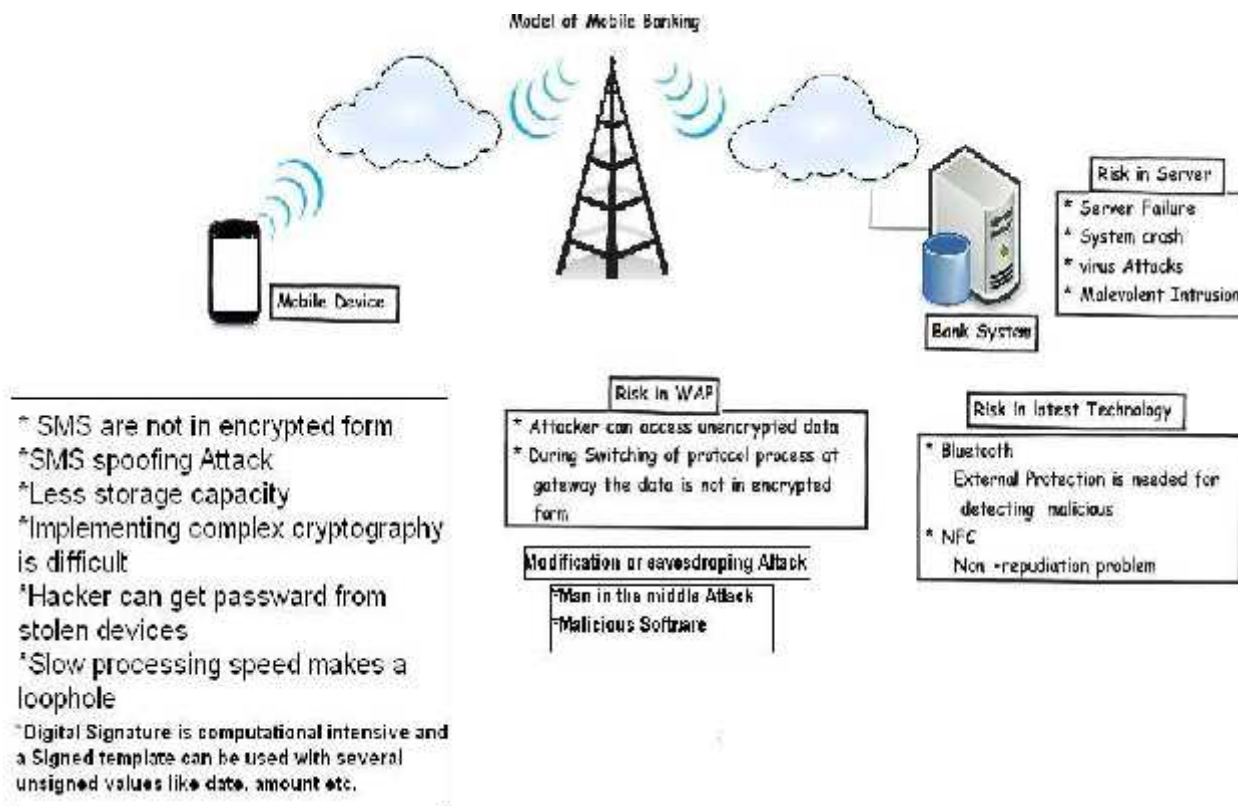 Model of Mobile Banking
Mobile Device
Bank System
Risk in Server
* Server Failure
* System crash
* virus Attacks
* Malevolent Intrusion
* SMS are not in encrypted form
*SMS spoofing Attack
*Less storage capacity
*Implementing complex cryptography
is difficult
*Hacker can get passward from
stolen devices
*Slow processing speed makes a
loophole
*Digital Signature is computational intensive and
a Signed template can be used with several
unsigned values like date, amount etc.
Risk in WAP
* Attacker can access unencrypted data
* During Switching of protocol process at
gateway the data is not in encrypted
form
Modification or eavesdroping Attack
*Man in the middle Attack
*Malicious Software
Risk in latest Technology
* Bluetooth
External Protection is needed for
detecting malicious
* NFC
Non -repudiation problem